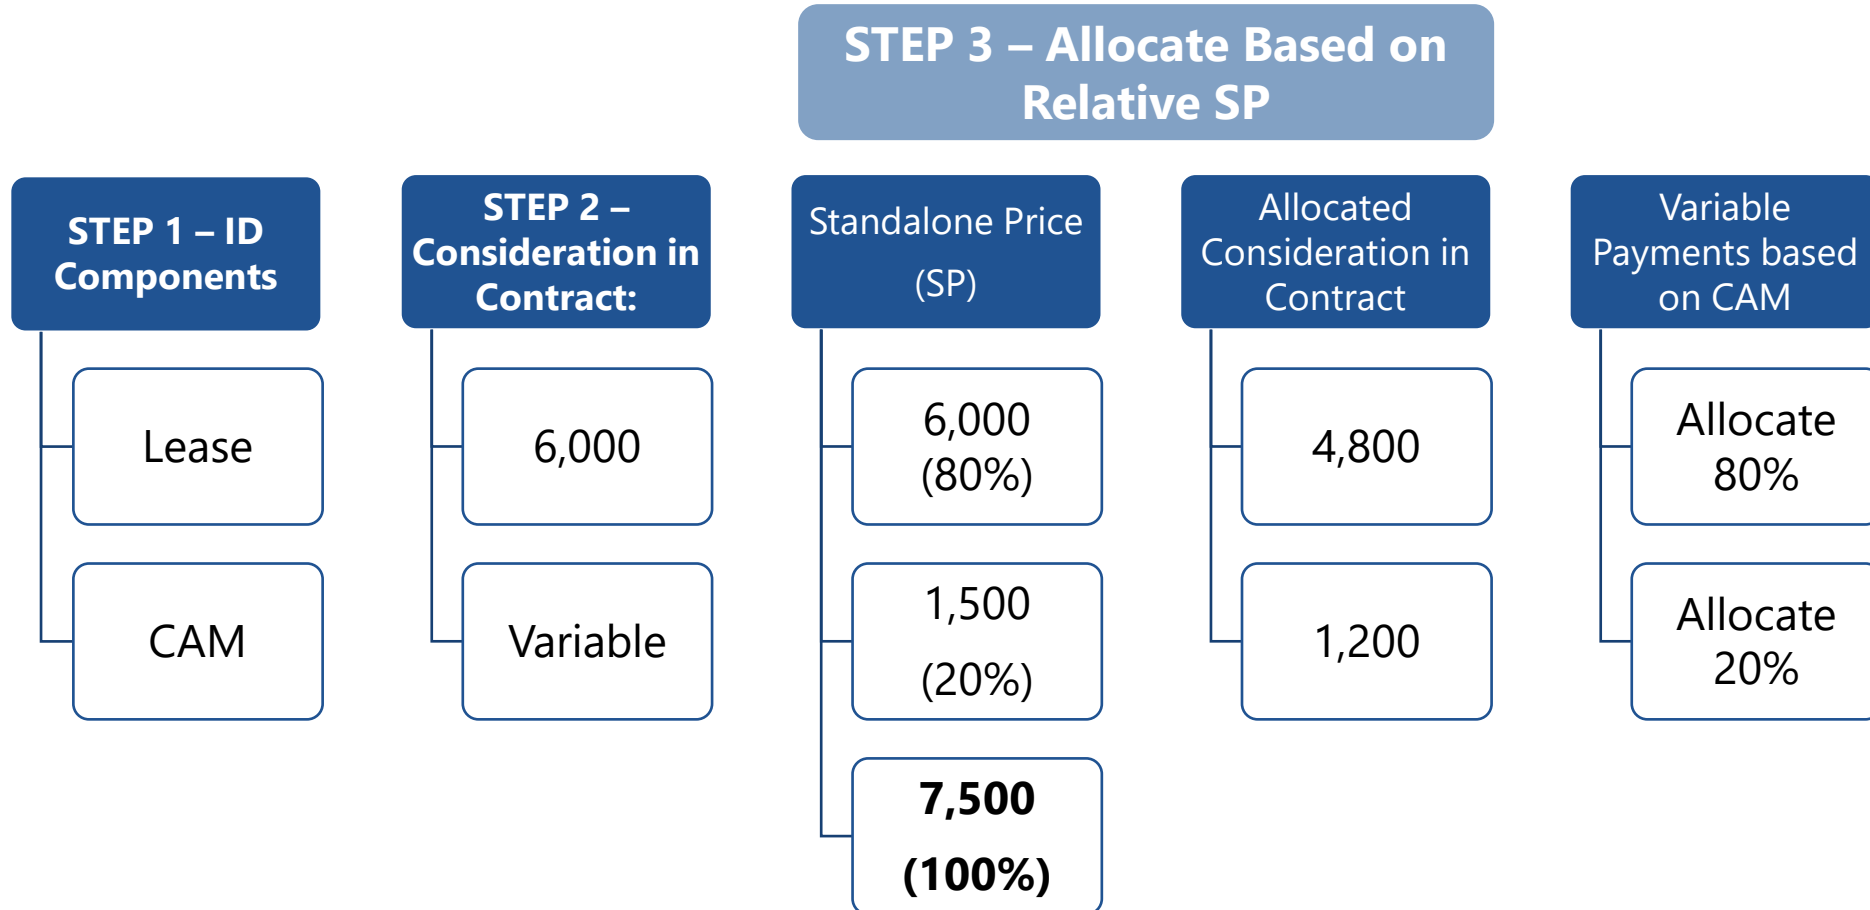 STEP 3 – Allocate Based on
Relative SP
STEP 1 – ID
Components
Lease
CAM
STEP 2 –
Consideration in
Contract:
6,000
Variable
Standalone Price
(SP)
6,000
(80%)
1,500
(20%)
7,500
(100%)
Allocated
Consideration in
Contract
4,800
1,200
Variable
Payments based
on CAM
Allocate
80%
Allocate
20%